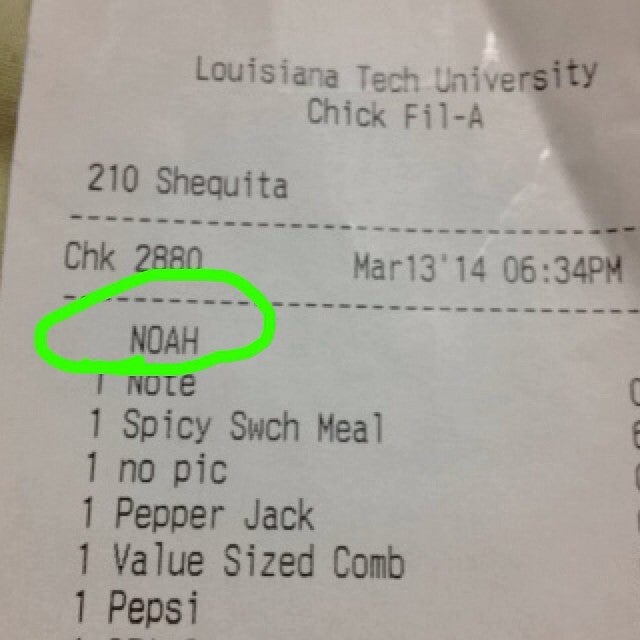 Louisiana Tech University
Chick Fil-A
210 Shequita
Chk 2880 Mar13'14 06:34PM
NOAH
1 Note
1 Spicy Swch Meal
1 no pic
1 Pepper Jack
1 Value Sized Comb
1 Pepsi